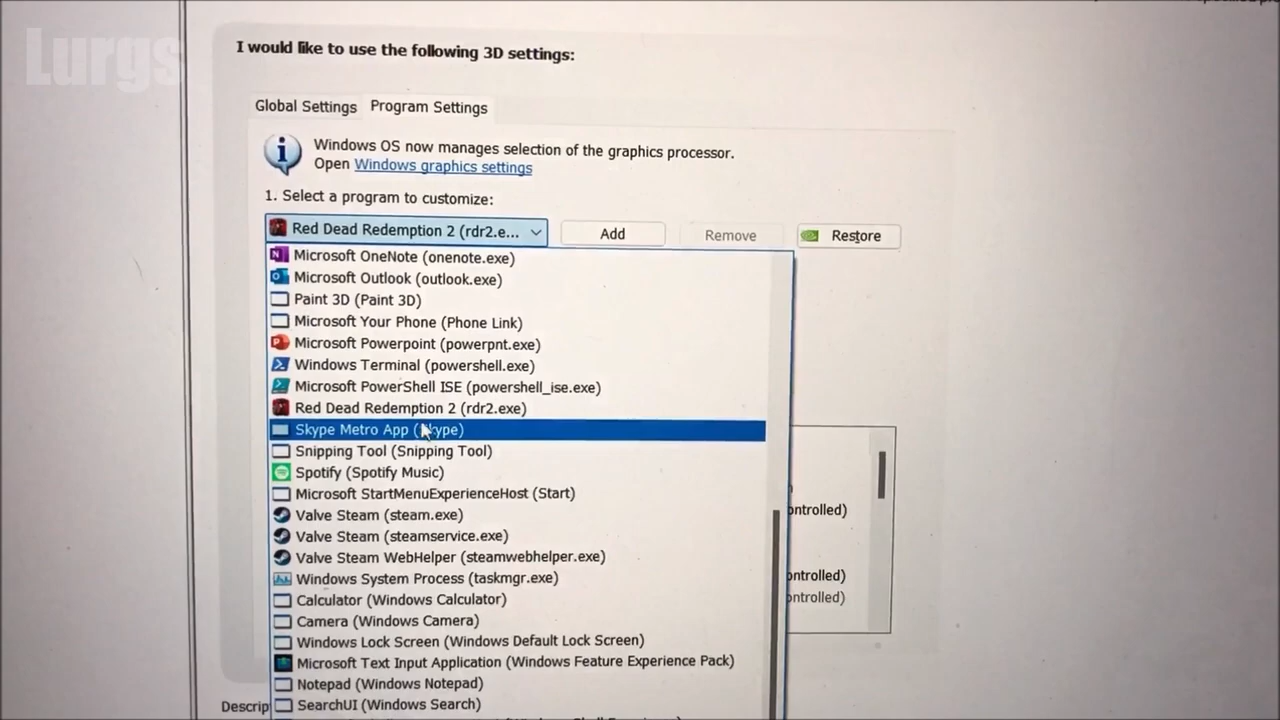 Lurgs
I would like to use the following 3D settings:
Global Settings Program Settings
Windows OS now manages selection of the graphics processor.
Open Windows graphics settings
1. Select a program to customize:
Red Dead Redemption 2 (rdr2.e... Add Remove Restore
Microsoft OneNote (onenote.exe)
Microsoft Outlook (outlook.exe)
Paint 3D (Paint 3D)
Microsoft Your Phone (Phone Link)
Microsoft Powerpoint (powerpnt.exe)
Windows Terminal (powershell.exe)
Microsoft PowerShell ISE (powershell_ise.exe)
Red Dead Redemption 2 (rdr2.exe)
Skype Metro App (Skype)
Snipping Tool (Snipping Tool)
Spotify (Spotify Music)
Microsoft StartMenuExperienceHost (Start)
ontrolled)
Valve Steam (steam.exe)
Valve Steam (steamservice.exe)
Valve Steam WebHelper (steamwebhelper.exe)
Windows System Process (taskmgr.exe) ontrolled)
Calculator (Windows Calculator) ontrolled)
Camera (Windows Camera)
Windows Lock Screen (Windows Default Lock Screen)
Microsoft Text Input Application (Windows Feature Experience Pack)
Notepad (Windows Notepad)
Descrip SearchUI (Windows Search)